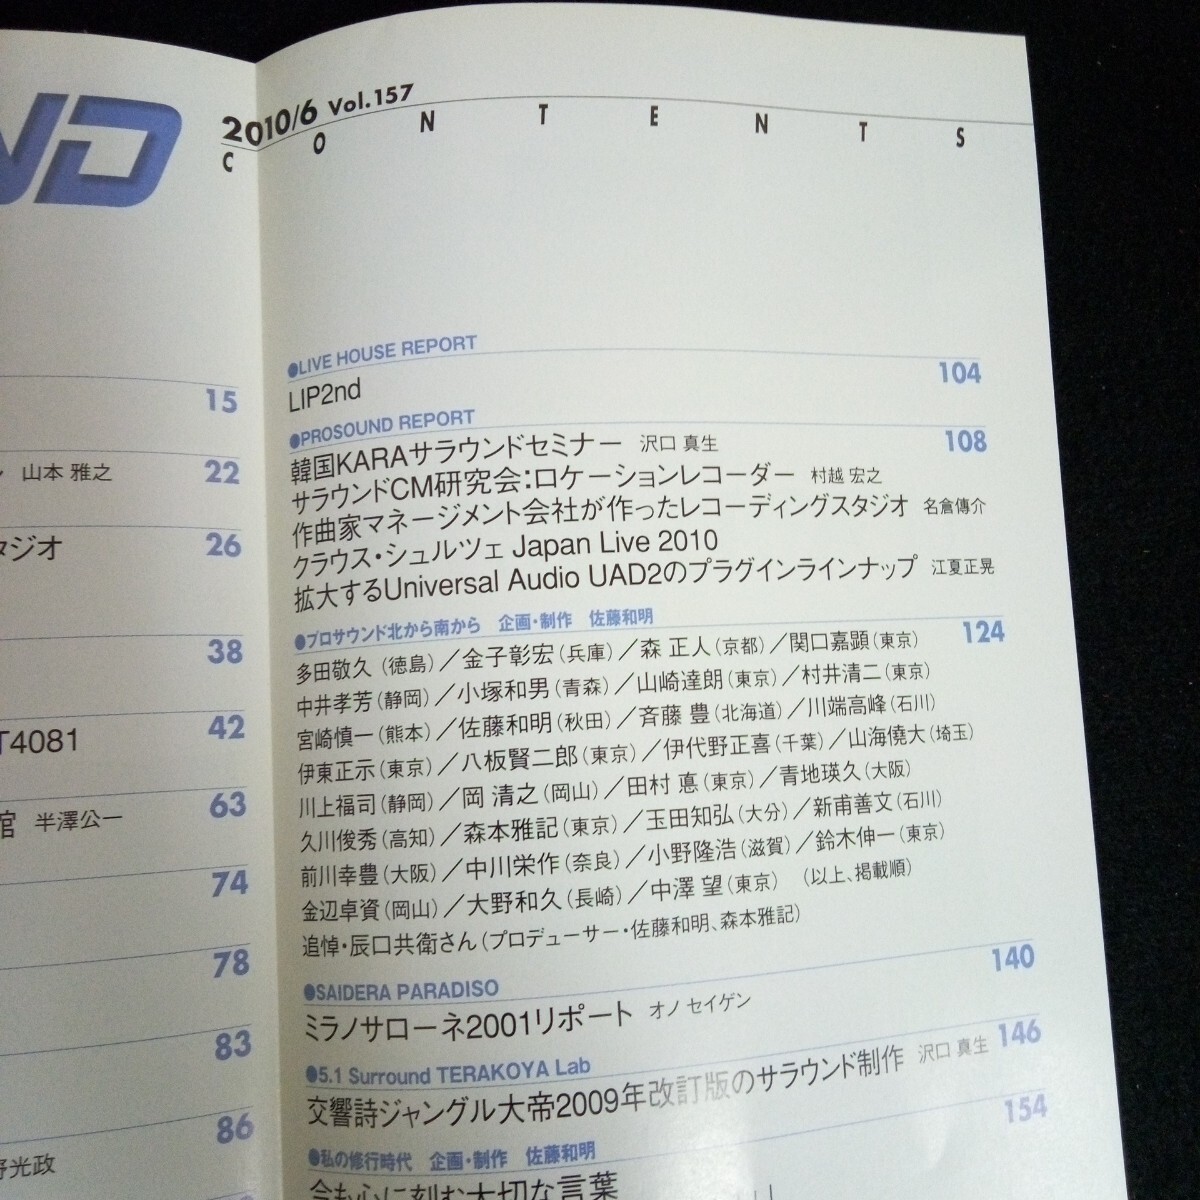 ND
2010/6 Vol.157
CONTENTS
15
山本 雅之 22
タジオ 26
38
T4081 42
館 半澤公一 63
74
78
83
86
野光政
●LIVE HOUSE REPORT
LIP2nd 104
●PROSOUND REPORT
韓国KARAサラウンドセミナー 沢口 真生 108
サラウンドCM研究会：ロケーションレコーダー 村越 宏之
作曲家マネージメント会社が作ったレコーディングスタジオ 名倉傳介
クラウス・シュルツェ Japan Live 2010
拡大するUniversal Audio UAD2のプラグインラインナップ 江夏正晃
●プロサウンド北から南から 企画・制作 佐藤和明 124
多田敬久（徳島）／金子彰宏（兵庫）／森 正人（京都）／関口嘉顕（東京）
中井孝芳（静岡）／小塚和男（青森）／山崎達朗（東京）／村井清二（東京）
宮崎慎一（熊本）／佐藤和明（秋田）／斉藤 豊（北海道）／川端高峰（石川）
伊東正示（東京）／八板賢二郎（東京）／伊代野正喜（千葉）／山海僥大（埼玉）
川上福司（静岡）／岡 清之（岡山）／田村 悳（東京）／青地瑛久（大阪）
久川俊秀（高知）／森本雅記（東京）／玉田知弘（大分）／新甫善文（石川）
前川幸豊（大阪）／中川栄作（奈良）／小野隆浩（滋賀）／鈴木伸一（東京）
金辺卓資（岡山）／大野和久（長崎）／中澤 望（東京） （以上、掲載順）
追悼・辰口共衛さん（プロデューサー・佐藤和明、森本雅記）
●SAIDERA PARADISO 140
ミラノサローネ2001リポート オノ セイゲン
●5.1 Surround TERAKOYA Lab 146
交響詩ジャングル大帝2009年改訂版のサラウンド制作 沢口 真生
●私の修行時代 企画・制作 佐藤和明 154
今も心に刻む大切な言葉